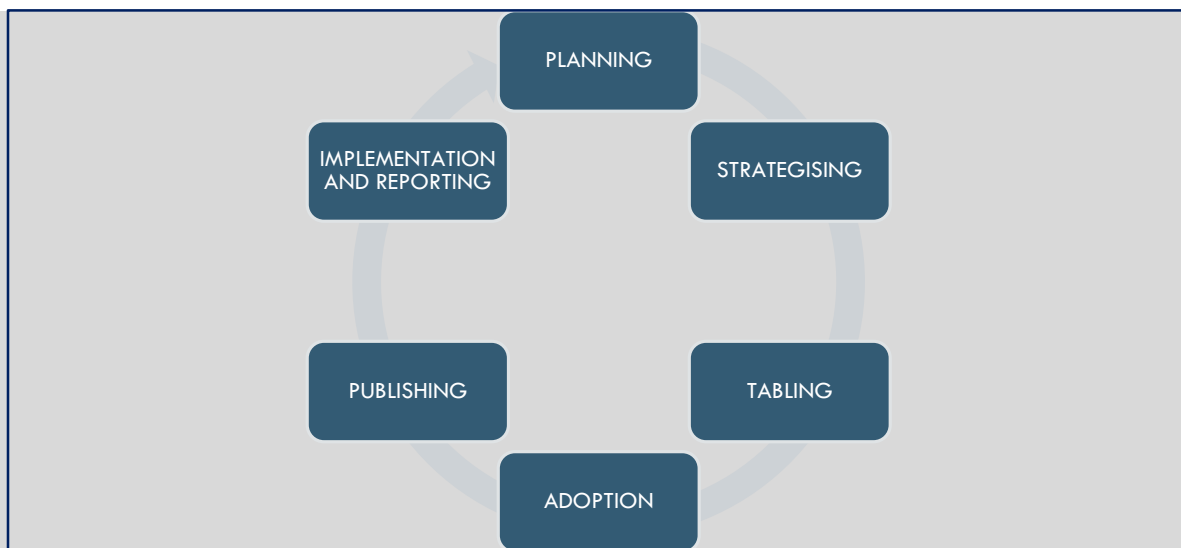 PLANNING
STRATEGISING
TABLING
ADOPTION
PUBLISHING
IMPLEMENTATION
AND REPORTING